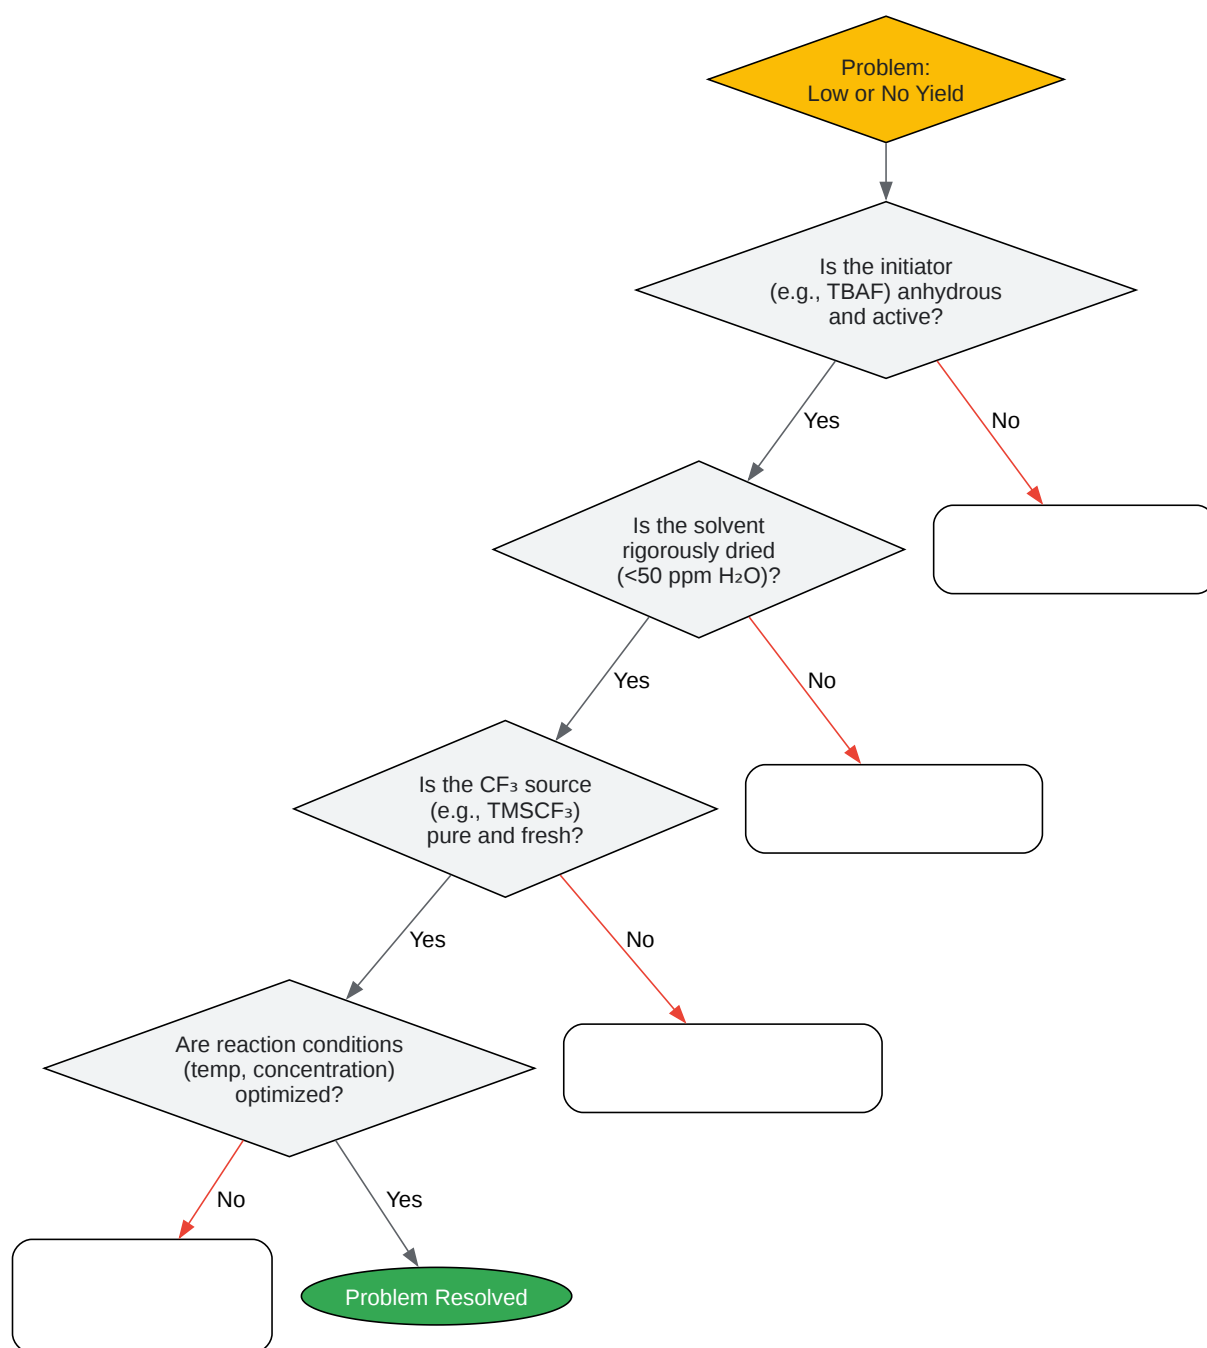 Problem:
Low or No Yield
Is the initiator
(e.g., TBAF) anhydrous
and active?
Yes
No
Is the solvent
rigorously dried
(<50 ppm H₂O)?
Yes
No
Is the CF₃ source
(e.g., TMSCF₃)
pure and fresh?
Yes
No
Are reaction conditions
(temp, concentration)
optimized?
No
Yes
Problem Resolved